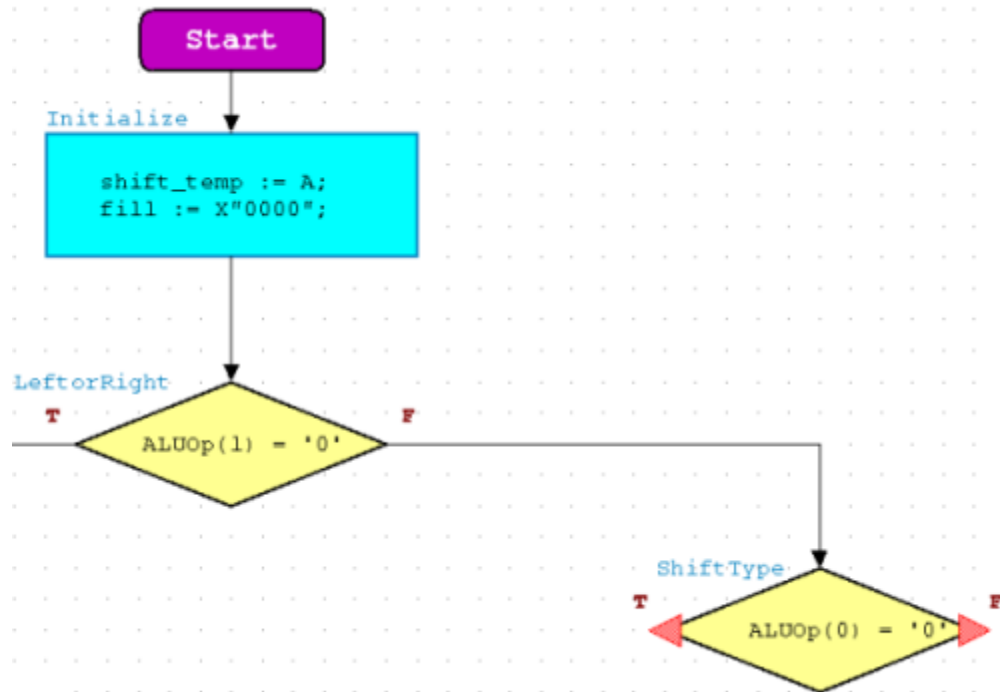 Start
Initialize
shift_temp := A;
fill := X"0000";
LeftorRight
T
F
ALUOp(1) = '0'
ShiftType
T
F
ALUOp(0) = '0'